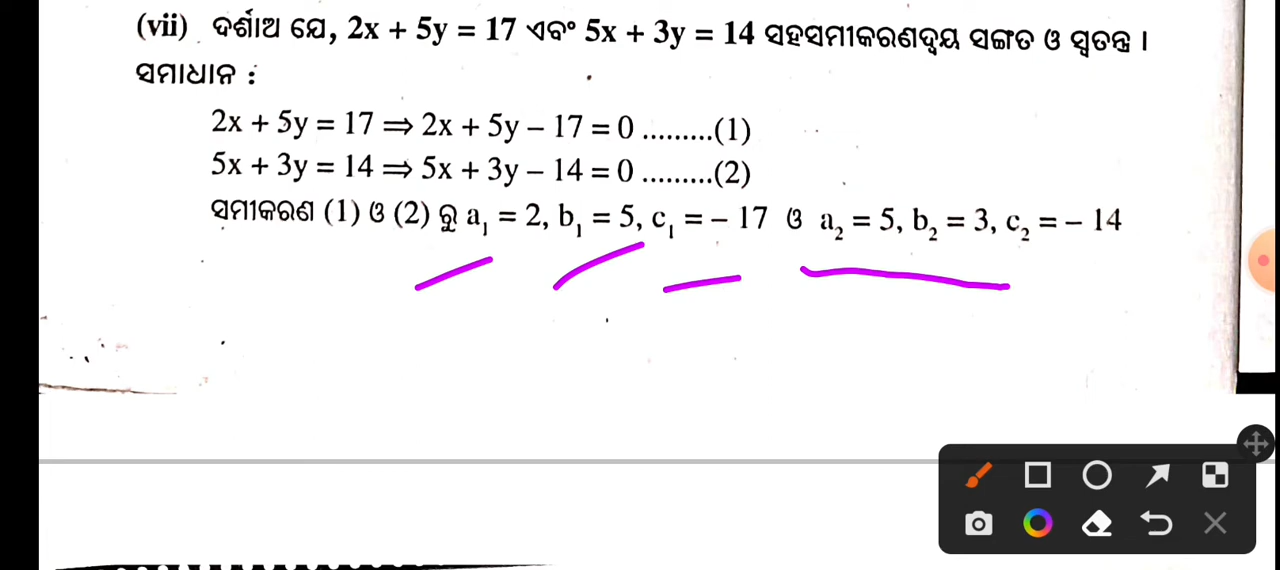 (vii) ଦର୍ଶାଅ ଯେ, 2x + 5y = 17 ଏବଂ 5x + 3y = 14 ସହସମୀକରଣଦ୍ୱୟ ସଙ୍ଗତ ଓ ସ୍ୱତନ୍ତ୍ର ।
ସମାଧାନ :
2x + 5y = 17 ⇒ 2x + 5y – 17 = 0 .........(1)
5x + 3y = 14 ⇒ 5x + 3y – 14 = 0 .........(2)
ସମୀକରଣ (1) ଓ (2) ରୁ a₁ = 2, b₁ = 5, c₁ = – 17 ଓ a₂ = 5, b₂ = 3, c₂ = – 14